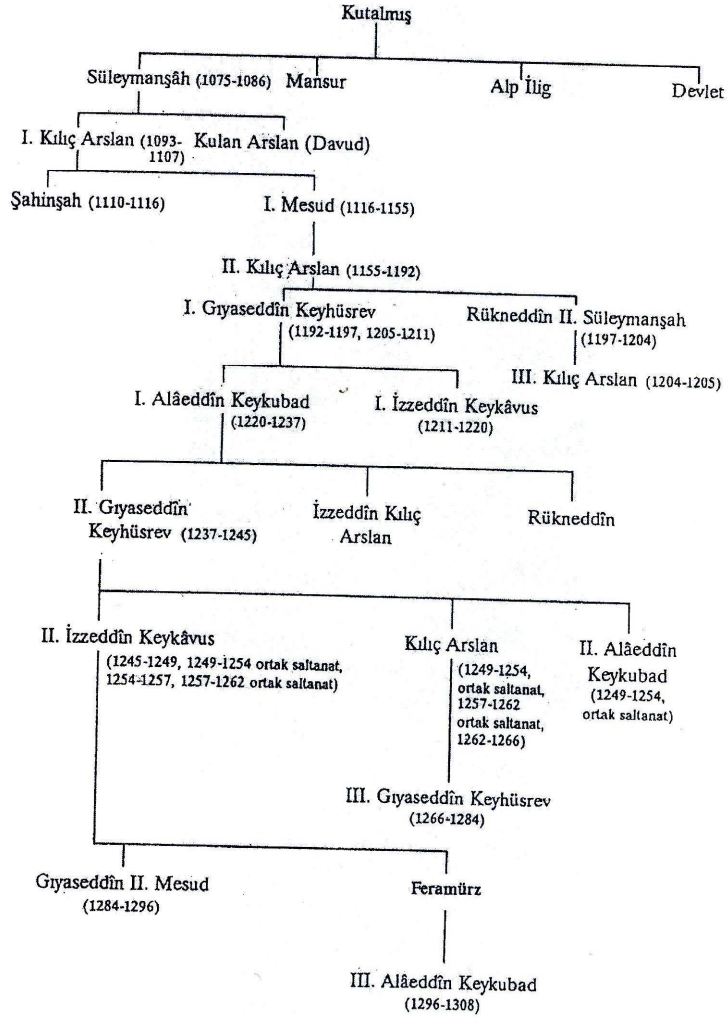 Kutalmış
Süleymanşâh (1075-1086) Mansur Alp İlig Devlet
I. Kılıç Arslan (1093-1107) Kulan Arslan (Davud)
Şahinşah (1110-1116) I. Mesud (1116-1155)
II. Kılıç Arslan (1155-1192)
I. Gıyaseddîn Keyhüsrev
(1192-1197, 1205-1211)
Rükneddîn II. Süleymanşah
(1197-1204)
III. Kılıç Arslan (1204-1205)
I. Alâeddîn Keykubad
(1220-1237)
I. İzzeddîn Keykâvus
(1211-1220)
II. Gıyaseddîn
Keyhüsrev (1237-1245)
İzzeddîn Kılıç
Arslan
Rükneddîn
II. İzzeddîn Keykâvus
(1245-1249, 1249-1254 ortak saltanat,
1254-1257, 1257-1262 ortak saltanat)
Kılıç Arslan
(1249-1254,
ortak saltanat,
1257-1262
ortak saltanat,
1262-1266)
II. Alâeddîn
Keykubad
(1249-1254,
ortak saltanat)
III. Gıyaseddîn Keyhüsrev
(1266-1284)
Gıyaseddîn II. Mesud
(1284-1296)
Feramürz
III. Alâeddîn Keykubad
(1296-1308)